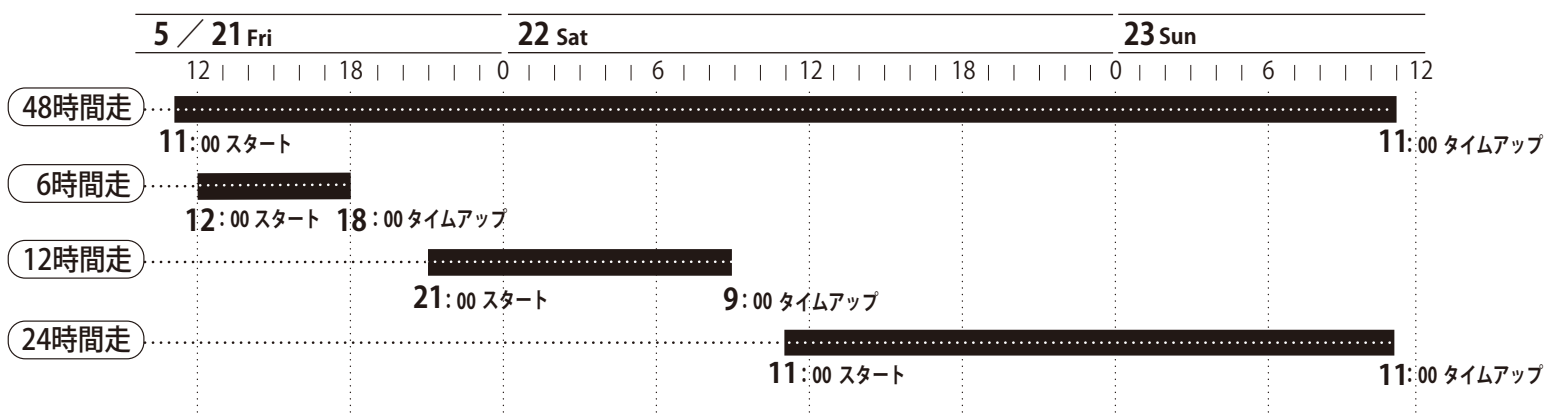 5 ／ 21 Fri 22 Sat 23 Sun
12 18 0 6 12 18 0 6 12
48時間走
11:00 スタート 11:00 タイムアップ
6時間走
12:00 スタート 18:00 タイムアップ
12時間走
21:00 スタート 9:00 タイムアップ
24時間走
11:00 スタート 11:00 タイムアップ